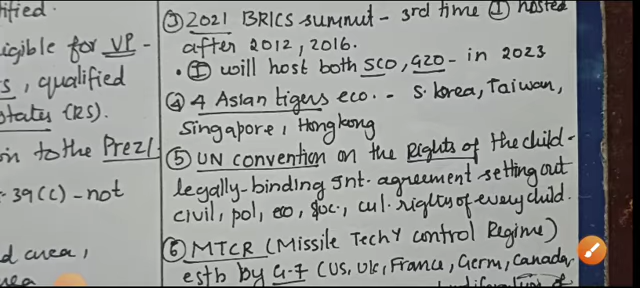 tified.
igible for VP -
s, qualified
states (RS).
on to the Prez).
39(c) - not
d area,
③ 2021 BRICS summit - 3rd time Ⓘ hosted
after 2012, 2016.
• Ⓘ will host both SCO, G20 - in 2023
④ 4 Asian tigers eco. - S. Korea, Taiwan,
Singapore, Hongkong
⑤ UN convention on the Rights of the child -
legally-binding Int. agreement setting out
civil, pol, eco, soc., cul. rights of every child.
⑥ MTCR (Missile Techy control Regime)
estb by G-7 (US, UK, France, Germ, Canada,